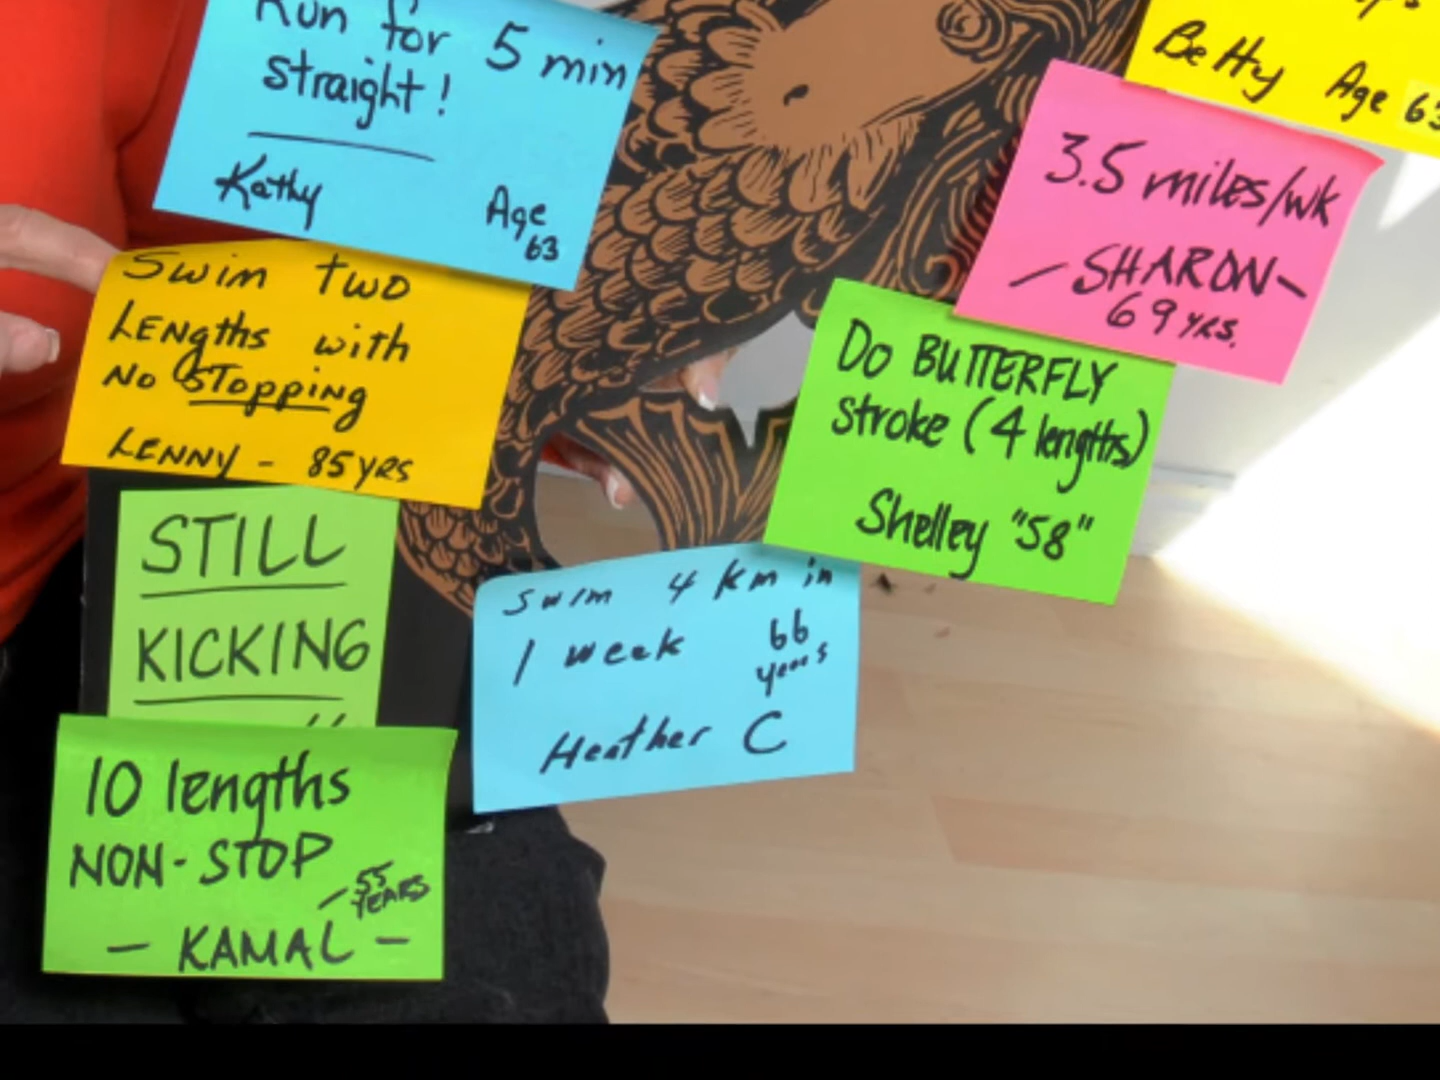 Run for 5 min
straight!
Kathy Age
63
Betty Age 63
3.5 miles/wk
— SHARON —
69 YRS.
Swim Two
LENgths with
No STopping
LENNY - 85 YRS
Do BUTTERFLY
stroke (4 lengths)
Shelley "58"
STILL
KICKING
swim 4 km in
1 week 66
years
Heather C
10 lengths
NON-STOP
— 55
YEARS
— KAMAL —